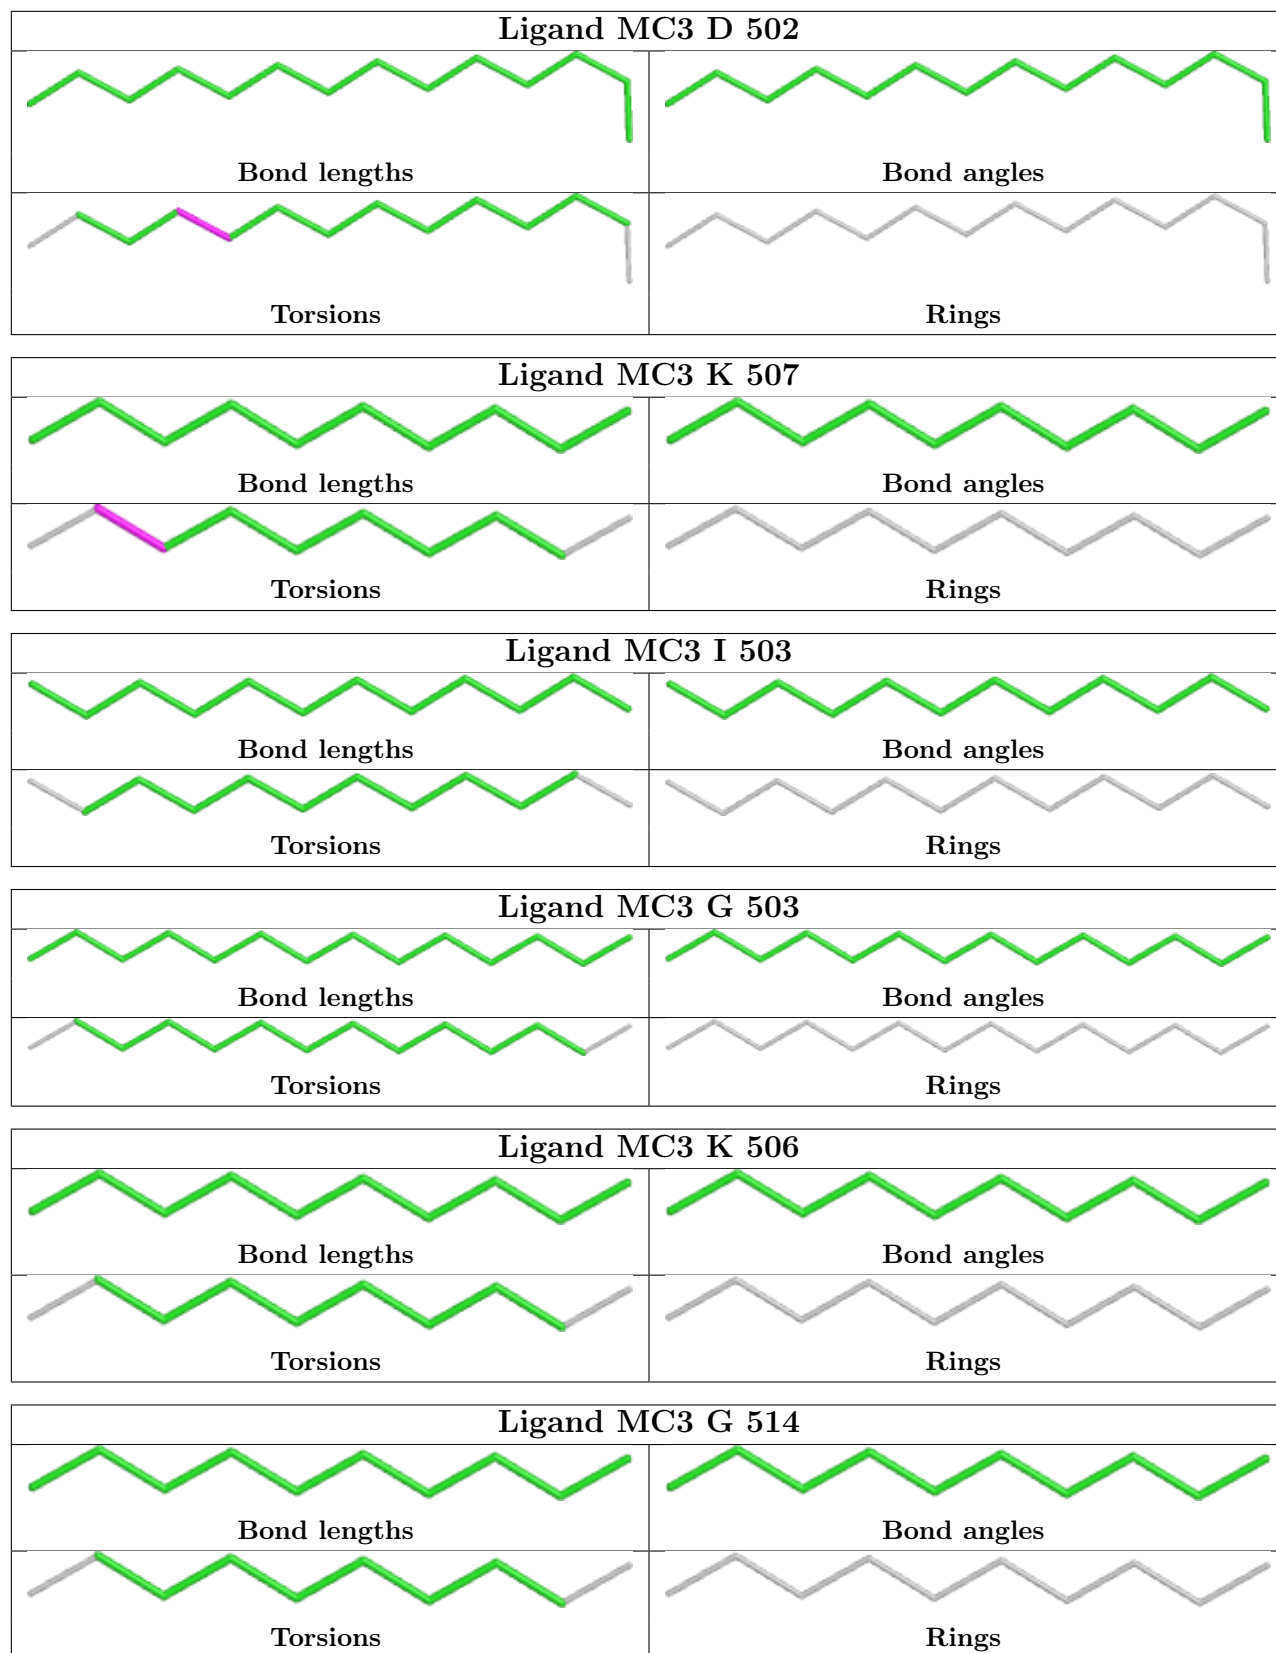 Ligand MC3 D 502
Bond lengths
Bond angles
Torsions
Rings
Ligand MC3 K 507
Bond lengths
Bond angles
Torsions
Rings
Ligand MC3 I 503
Bond lengths
Bond angles
Torsions
Rings
Ligand MC3 G 503
Bond lengths
Bond angles
Torsions
Rings
Ligand MC3 K 506
Bond lengths
Bond angles
Torsions
Rings
Ligand MC3 G 514
Bond lengths
Bond angles
Torsions
Rings